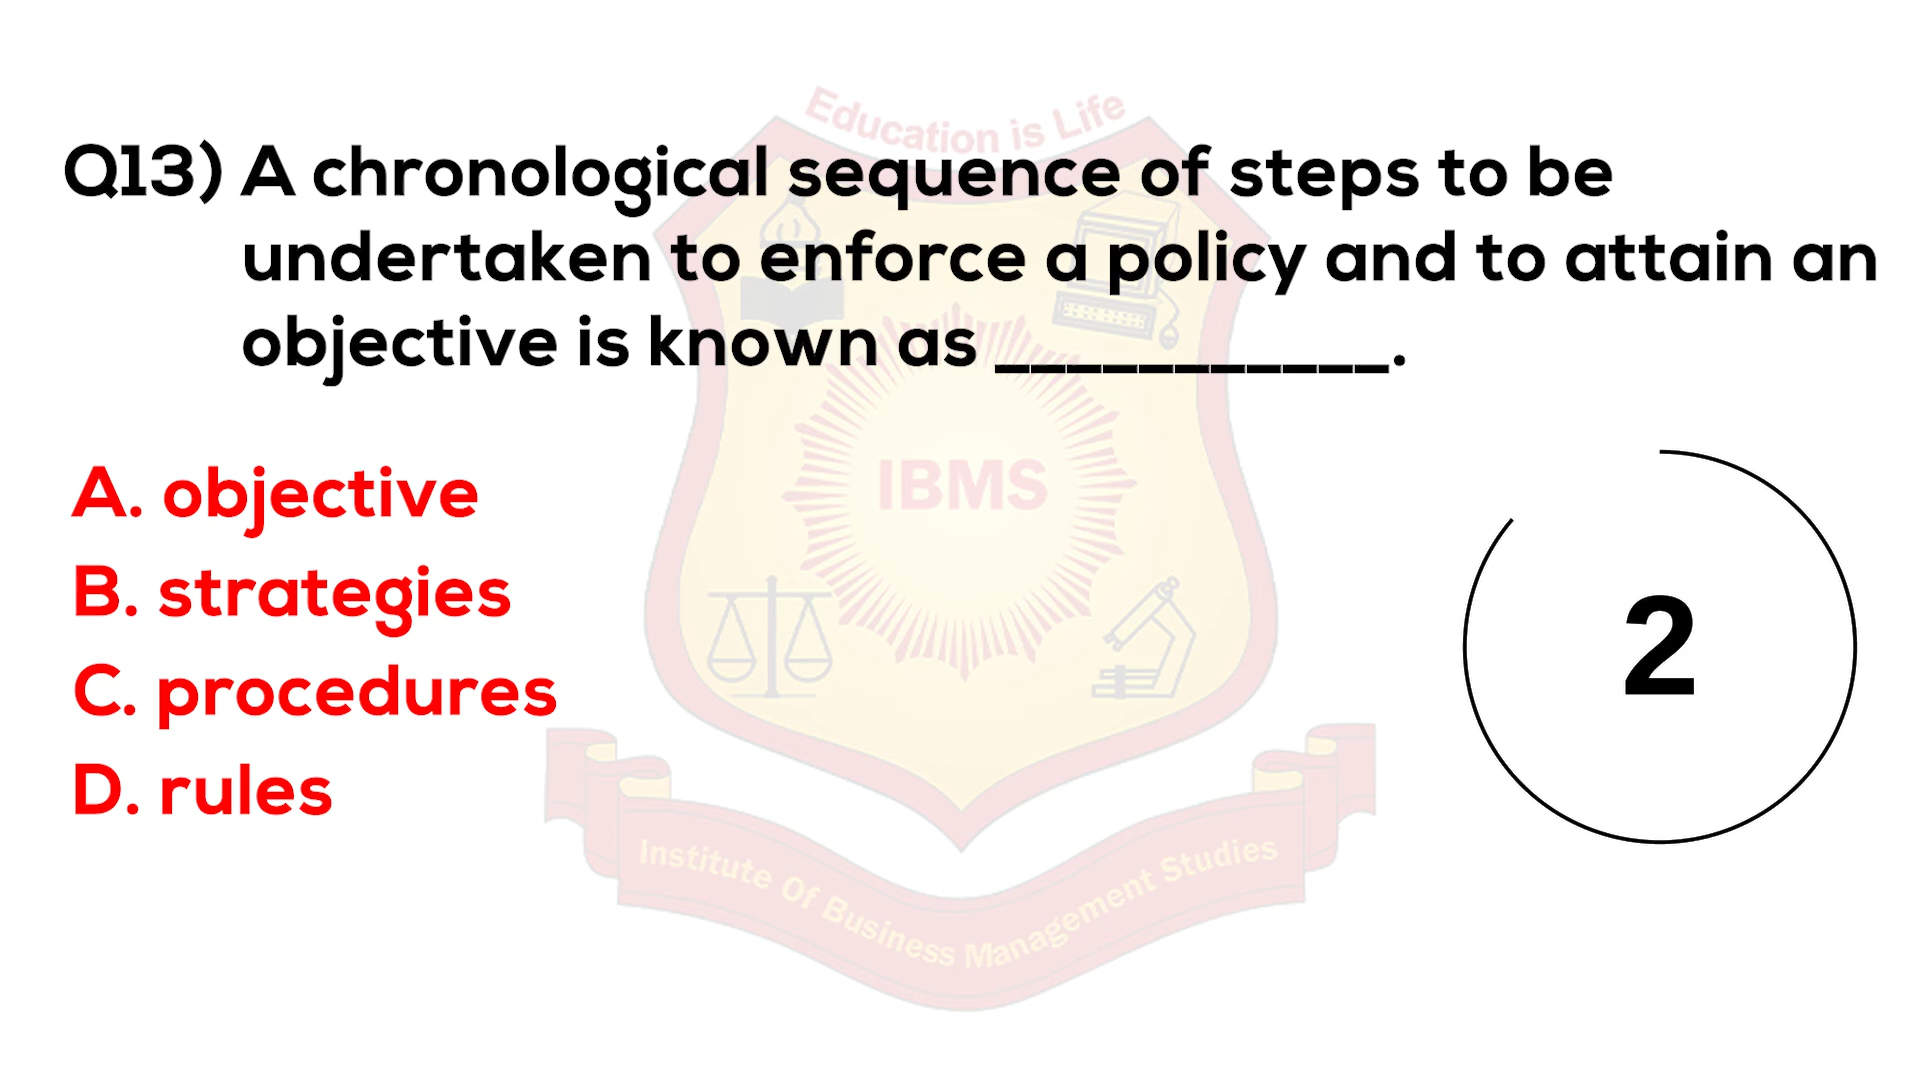 Education is Life
Q13) A chronological sequence of steps to be
undertaken to enforce a policy and to attain an
objective is known as ___________.
IBMS
A. objective
B. strategies
C. procedures
D. rules
2
Institute Of Business Management Studies